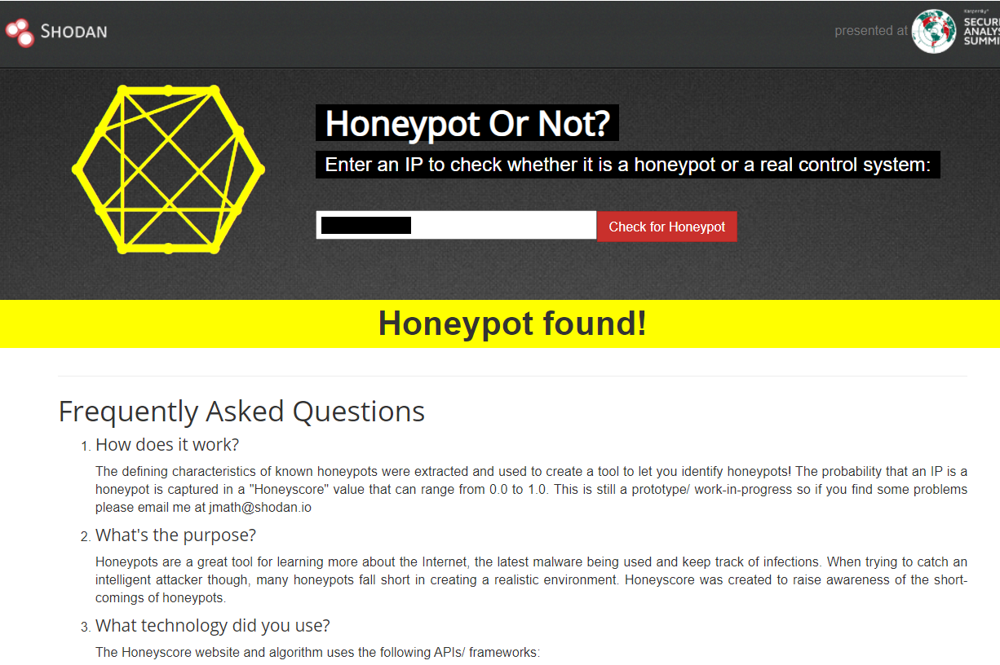 SHODAN
presented at
kaspersky
SECURI
ANALYS
SUMMI
Honeypot Or Not?
Enter an IP to check whether it is a honeypot or a real control system:
Check for Honeypot
Honeypot found!
Frequently Asked Questions
1. How does it work?
The defining characteristics of known honeypots were extracted and used to create a tool to let you identify honeypots! The probability that an IP is a
honeypot is captured in a "Honeyscore" value that can range from 0.0 to 1.0. This is still a prototype/ work-in-progress so if you find some problems
please email me at jmath@shodan.io
2. What's the purpose?
Honeypots are a great tool for learning more about the Internet, the latest malware being used and keep track of infections. When trying to catch an
intelligent attacker though, many honeypots fall short in creating a realistic environment. Honeyscore was created to raise awareness of the short-
comings of honeypots.
3. What technology did you use?
The Honeyscore website and algorithm uses the following APIs/ frameworks: